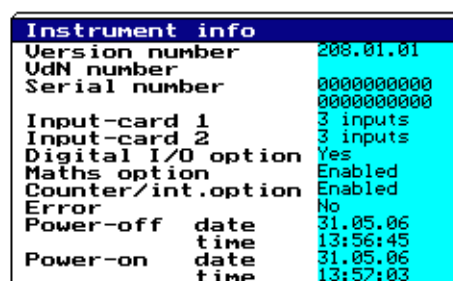 Instrument info
Version number 208.01.01
VdN number
Serial number 0000000000
0000000000
Input-card 1 3 inputs
Input-card 2 3 inputs
Digital I/O option Yes
Maths option Enabled
Counter/int.option Enabled
Error No
Power-off date 31.05.06
time 13:56:45
Power-on date 31.05.06
time 13:57:03